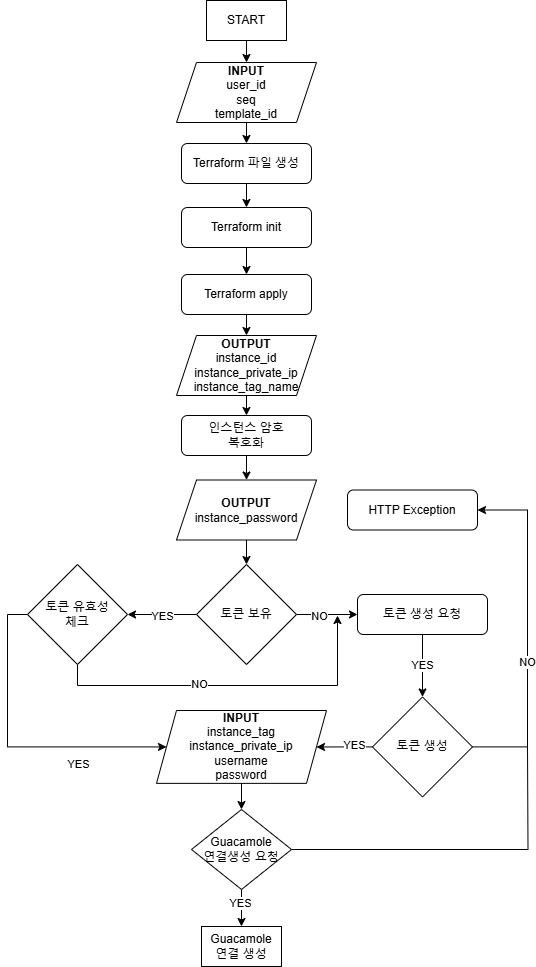 START
INPUT
user_id
seq
template_id
Terraform 파일 생성
Terraform init
Terraform apply
OUTPUT
instance_id
instance_private_ip
instance_tag_name
인스턴스 암호
복호화
OUTPUT
instance_password
HTTP Exception
토큰 유효성
체크
YES
토큰 보유
NO
토큰 생성 요청
NO
YES
NO
INPUT
instance_tag
instance_private_ip
username
password
YES
토큰 생성
YES
Guacamole
연결생성 요청
YES
Guacamole
연결 생성